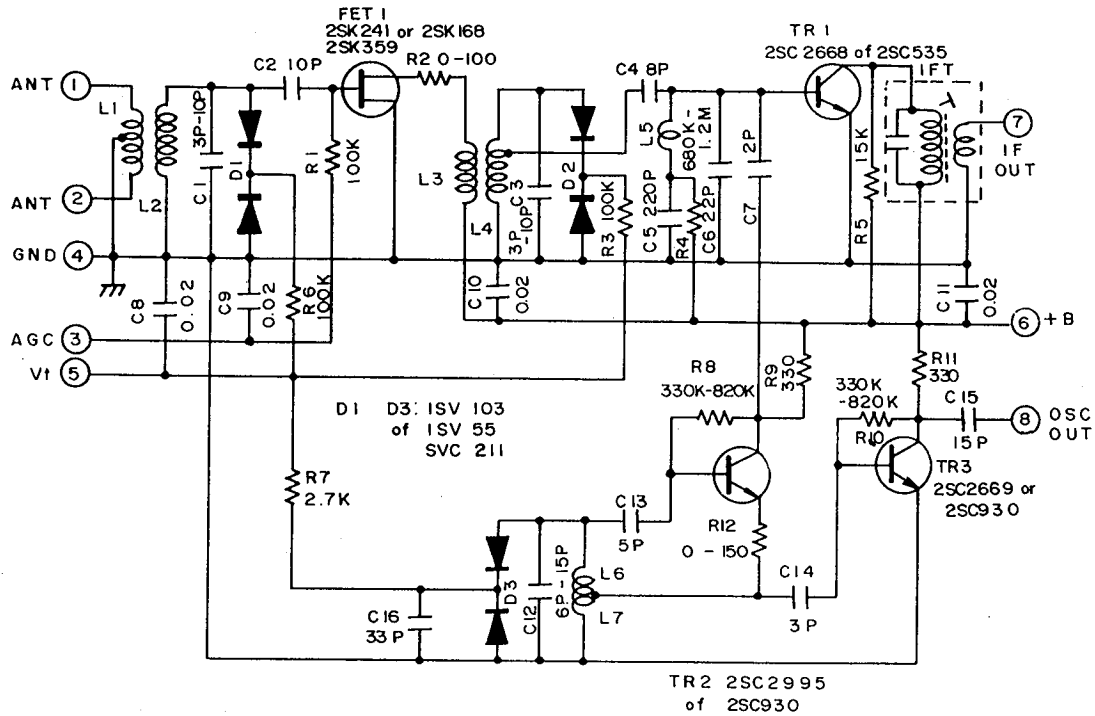 FET 1
2SK241 or 2SK168
2SK359
TR 1
2SC2668 of 2SC535
ANT 1
C2 10P
R2 0-100
C4 8P
IFT
L1
3P-10P
D1
R1
100K
L3
C3
3P
-10P
D2
L5
680K-
1.2M
2P
15K
7
IF
OUT
ANT 2
L2
C1
L4
R3 100K
C5 220P
R4
C6 22P
C7
R5
GND 4
C8
0.02
C9
0.02
R6
100K
C10
0.02
C11
0.02
AGC 3
6 +B
Vt 5
R8
330K-820K
R9
330
R11
330
D1 D3: ISV 103
of ISV 55
SVC 211
330K
-820K
R10
C15
15P
8 OSC
OUT
R7
2.7K
TR3
2SC2669 or
2SC930
C13
5P
R12
0-150
D3
C12
6P-15P
L6
L7
C14
3P
C16
33P
TR2 2SC2995
of 2SC930